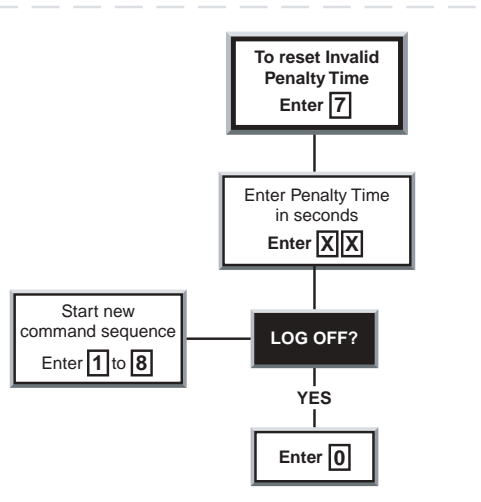 To reset Invalid
Penalty Time
Enter 7
Enter Penalty Time
in seconds
Enter X X
Start new
command sequence
Enter 1 to 8
LOG OFF?
YES
Enter 0